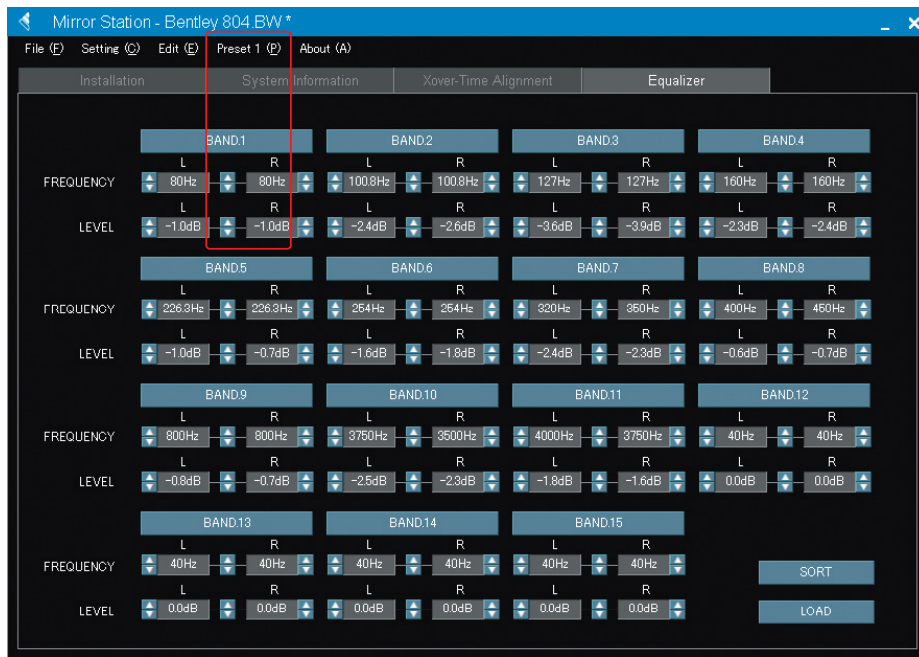 Mirror Station - Bentley 804.BW *
File (F) Setting (C) Edit (E) Preset 1 (P) About (A)
Installation System Information Xover-Time Alignment Equalizer
BAND.1 BAND.2 BAND.3 BAND.4
L R L R L R L R
FREQUENCY 80Hz 80Hz 100.8Hz 100.8Hz 127Hz 127Hz 160Hz 160Hz
L R L R L R L R
LEVEL -1.0dB -1.0dB -2.4dB -2.6dB -3.6dB -3.9dB -2.3dB -2.4dB
BAND.5 BAND.6 BAND.7 BAND.8
L R L R L R L R
FREQUENCY 226.3Hz 226.3Hz 254Hz 254Hz 320Hz 350Hz 400Hz 450Hz
L R L R L R L R
LEVEL -1.0dB -0.7dB -1.6dB -1.8dB -2.4dB -2.3dB -0.6dB -0.7dB
BAND.9 BAND.10 BAND.11 BAND.12
L R L R L R L R
FREQUENCY 800Hz 800Hz 3750Hz 3500Hz 4000Hz 3750Hz 40Hz 40Hz
L R L R L R L R
LEVEL -0.8dB -0.7dB -2.5dB -2.3dB -1.8dB -1.6dB 0.0dB 0.0dB
BAND.13 BAND.14 BAND.15
L R L R L R
FREQUENCY 40Hz 40Hz 40Hz 40Hz 40Hz 40Hz
SORT
L R L R L R
LEVEL 0.0dB 0.0dB 0.0dB 0.0dB 0.0dB 0.0dB
LOAD